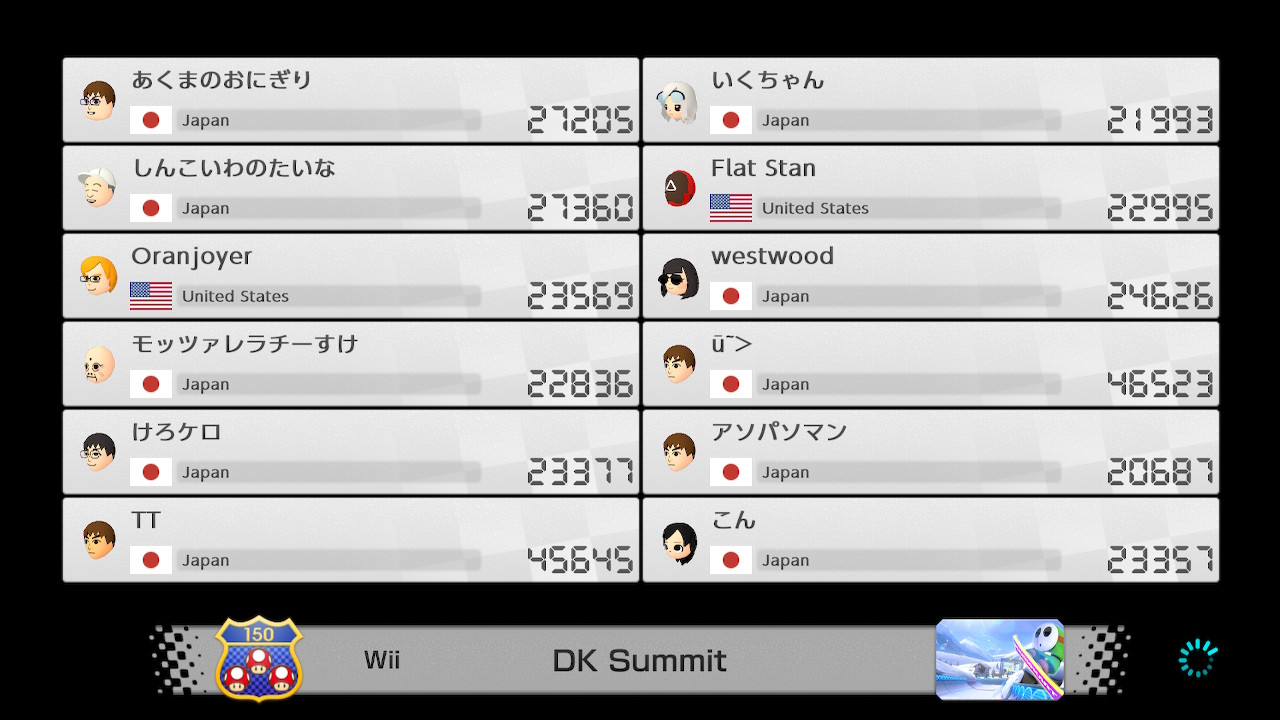 あくまのおにぎり
Japan
27205
いくちゃん
Japan
21993
しんこいわのたいな
Japan
27360
Flat Stan
United States
22995
Oranjoyer
United States
23569
westwood
Japan
24626
モッツァレラチーすけ
Japan
22836
ū~>
Japan
46523
けろケロ
Japan
23377
アソパソマン
Japan
20687
TT
Japan
45645
こん
Japan
23357
150
Wii
DK Summit